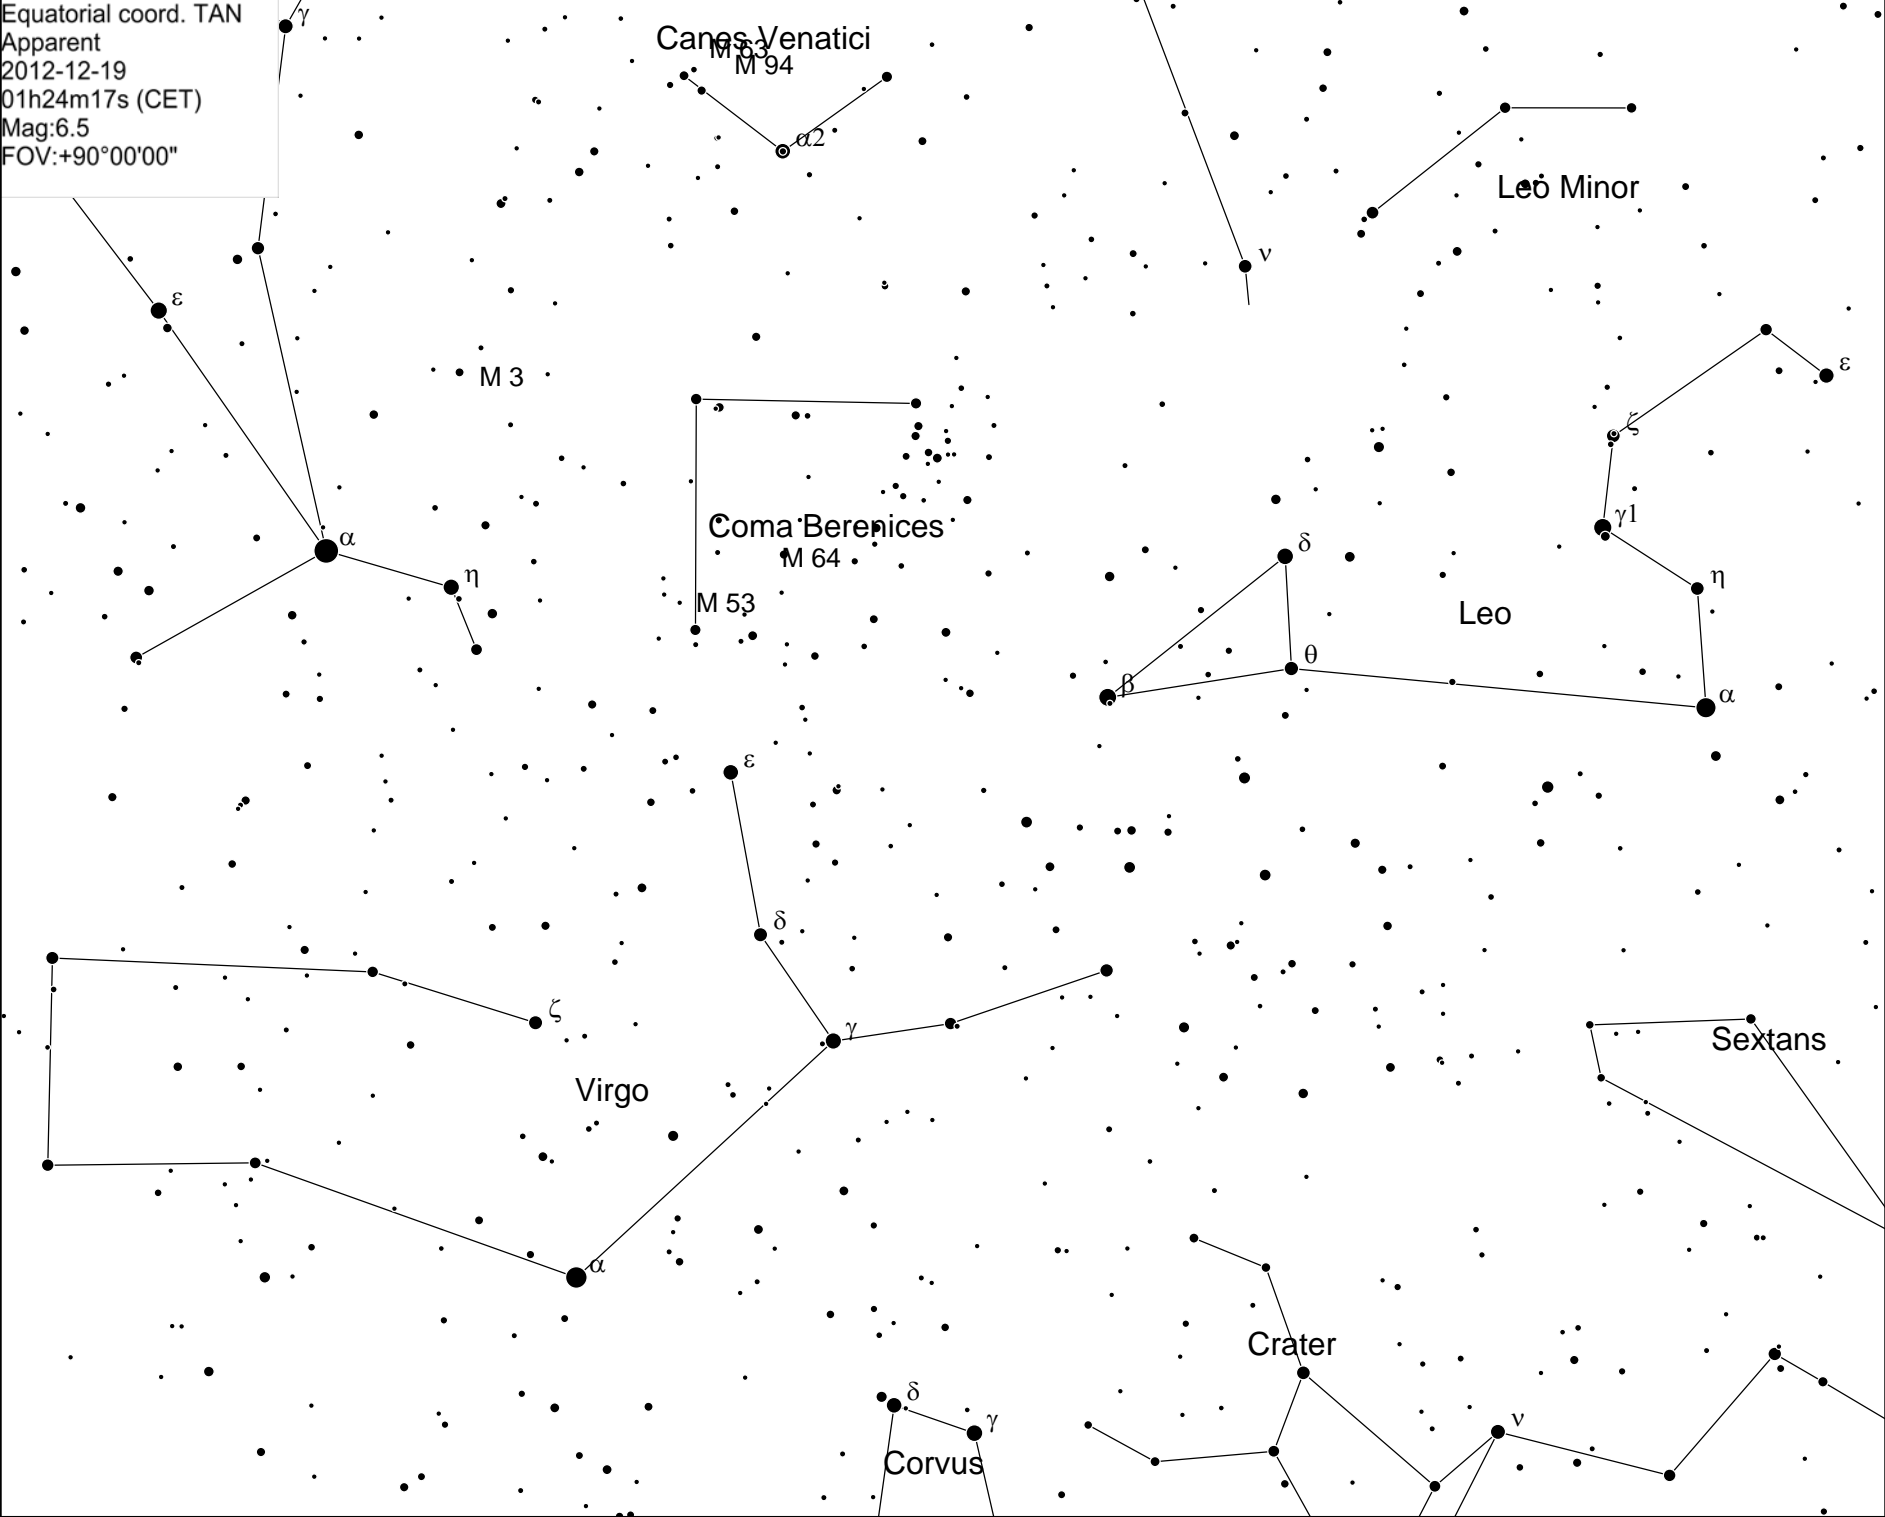 Equatorial coord. TAN
Apparent
2012-12-19
01h24m17s (CET)
Mag:6.5
FOV:+90°00'00"
γ
Canes Venatici
M 63
M 94
α2
Leo Minor
ν
ε
ε
M 3
ζ
Coma Berenices
γ1
α
M 64
δ
η
η
M 53
Leo
θ
β
α
ε
δ
ζ
γ
Sextans
Virgo
α
Crater
δ
γ
ν
Corvus